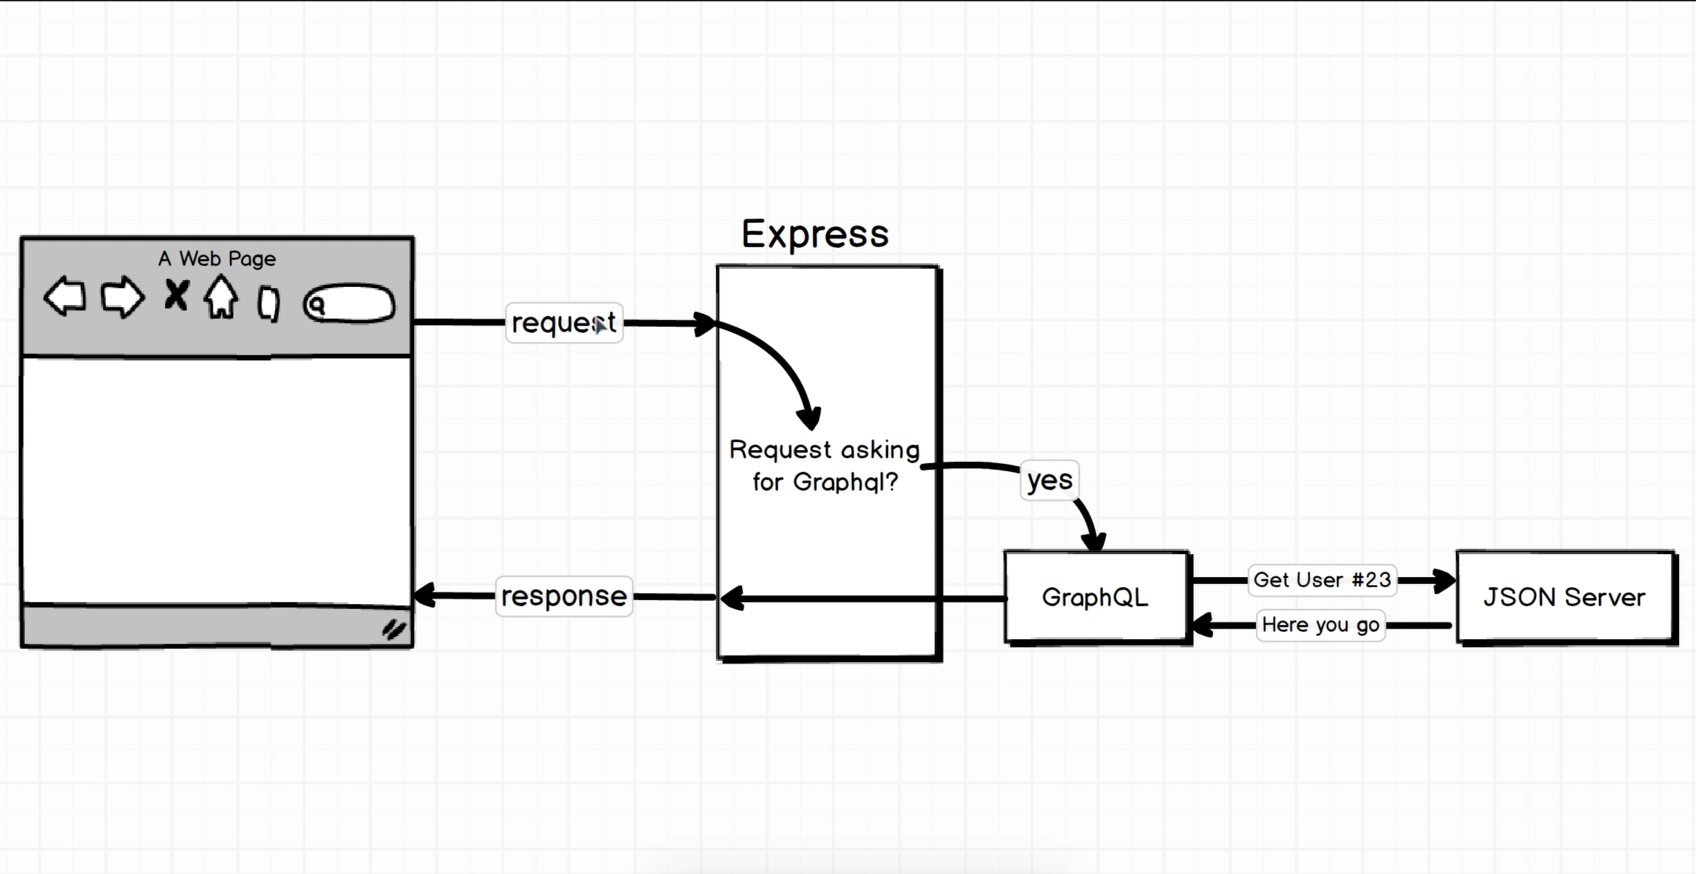 Express
A Web Page
request
Request asking
for Graphql?
yes
response
GraphQL
Get User #23
Here you go
JSON Server